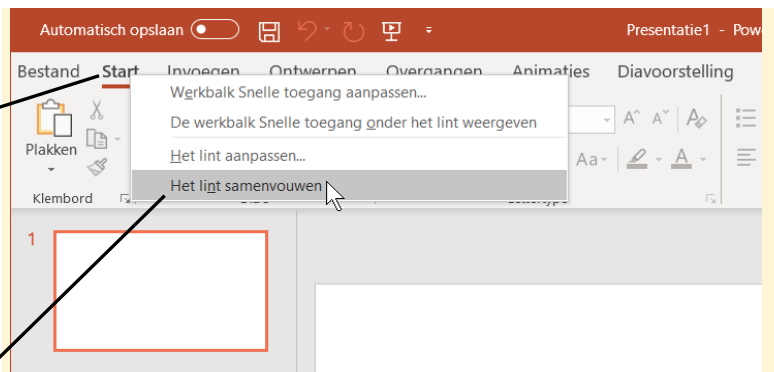 Automatisch opslaan Presentatie1 - Pow
Bestand Start Invoegen Ontwerpen Overgangen Animaties Diavoorstelling
Werkbalk Snelle toegang aanpassen...
De werkbalk Snelle toegang onder het lint weergeven
Het lint aanpassen...
Het lint samenvouwen
Plakken
Aa
A
Klembord
1